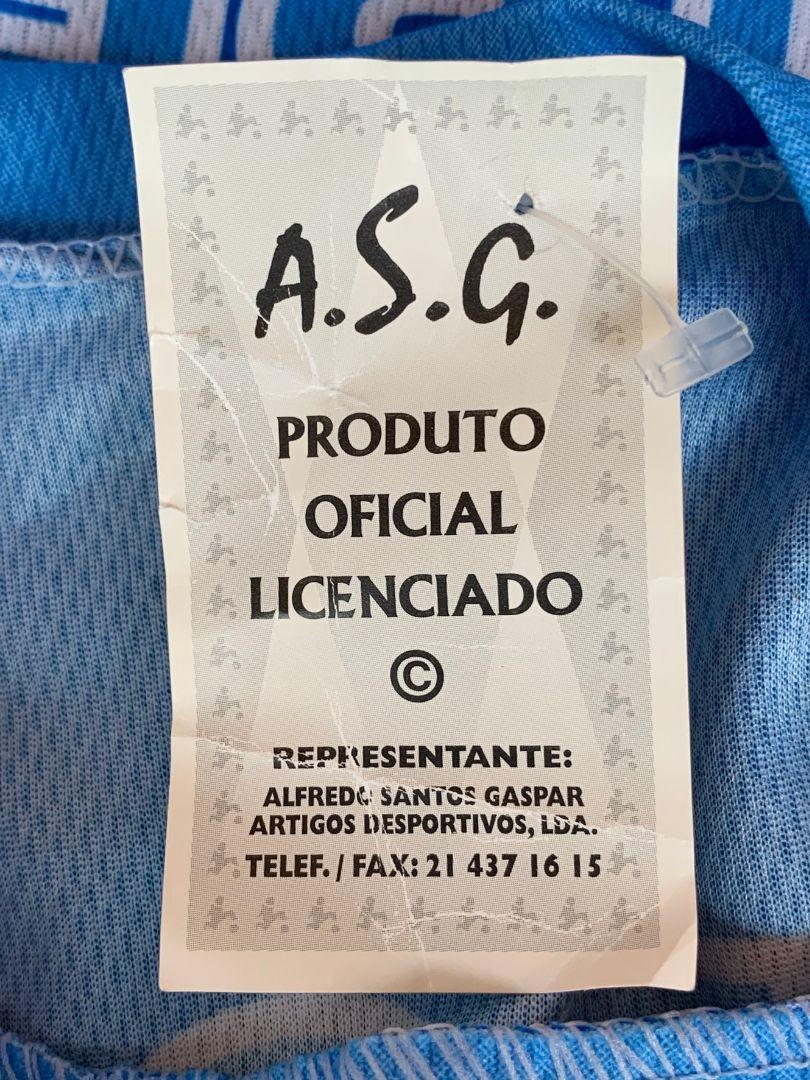 A.S.G.
PRODUTO
OFICIAL
LICENCIADO
©
REPRESENTANTE:
ALFREDO SANTOS GASPAR
ARTIGOS DESPORTIVOS, LDA.
TELEF. / FAX: 21 437 16 15